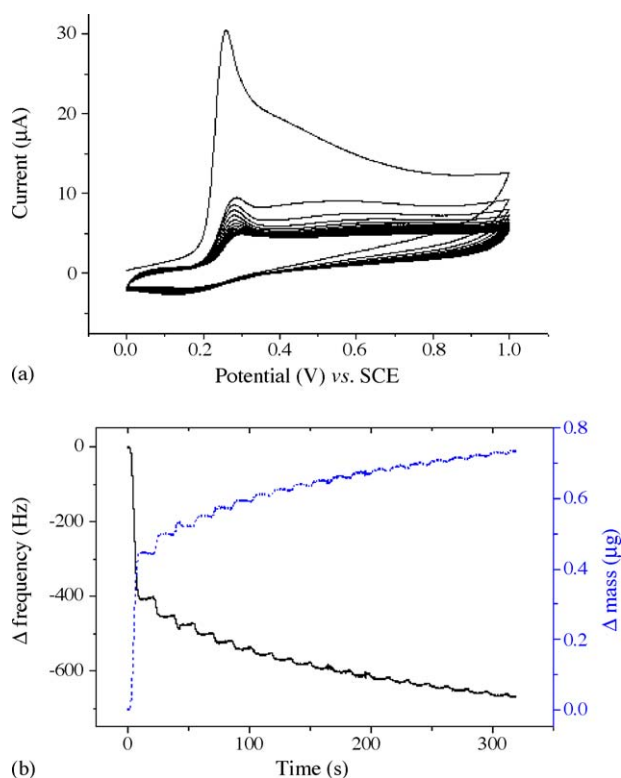 30
20
10
0
Current (µA)
0.0 0.2 0.4 0.6 0.8 1.0
(a) Potential (V) vs. SCE
0
-200
-400
-600
Δ frequency (Hz)
0.8
0.6
0.4
0.2
0.0
Δ mass (µg)
0 100 200 300
(b) Time (s)